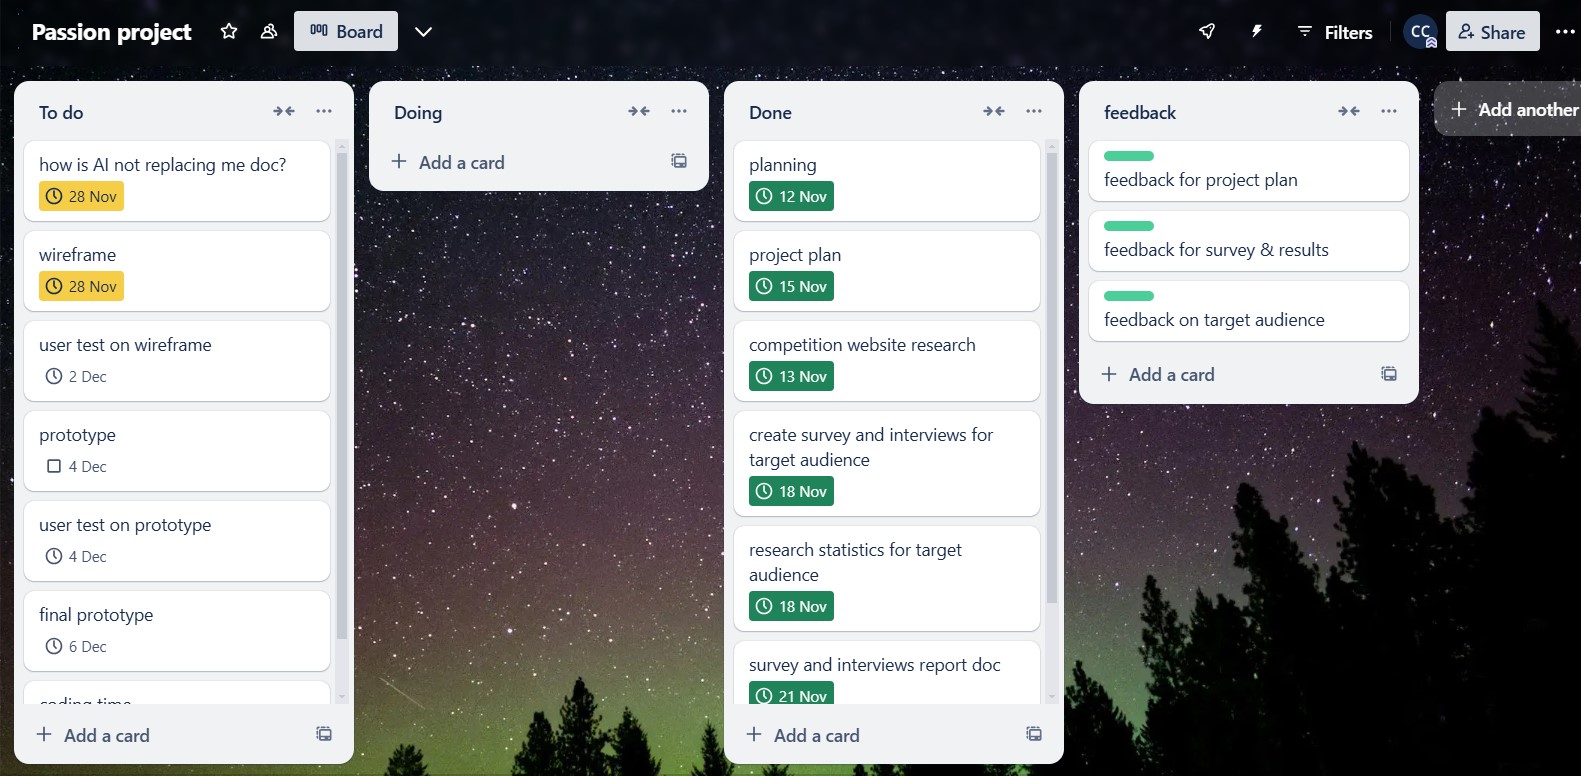 Passion project
Board
Filters
CC
Share
To do
how is AI not replacing me doc?
28 Nov
wireframe
28 Nov
user test on wireframe
2 Dec
prototype
4 Dec
user test on prototype
4 Dec
final prototype
6 Dec
coding time
Add a card
Doing
Add a card
Done
planning
12 Nov
project plan
15 Nov
competition website research
13 Nov
create survey and interviews for
target audience
18 Nov
research statistics for target
audience
18 Nov
survey and interviews report doc
21 Nov
Add a card
feedback
feedback for project plan
feedback for survey & results
feedback on target audience
Add a card
Add another